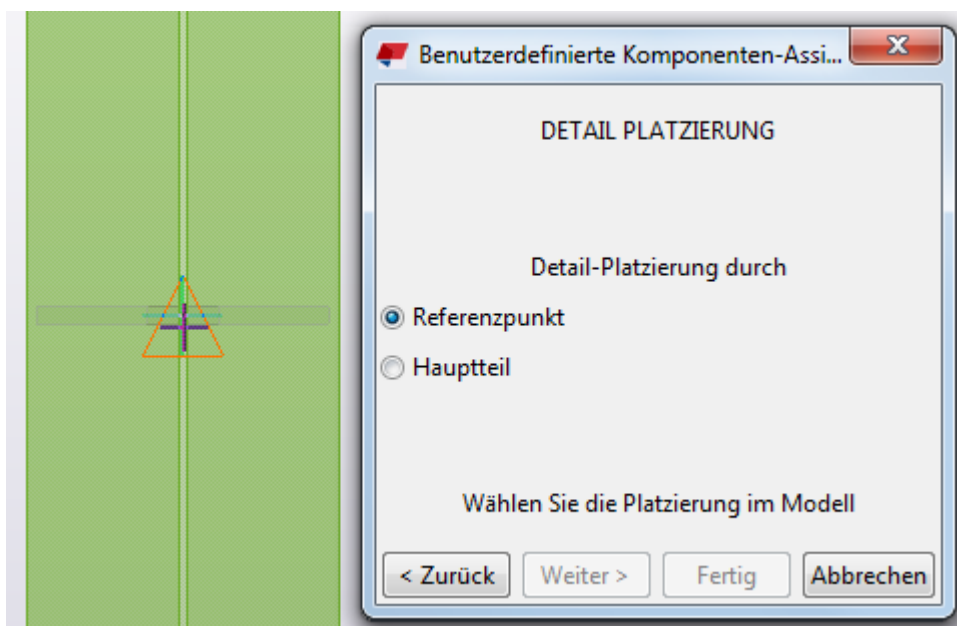 Benutzerdefinierte Komponenten-Assi...
DETAIL PLATZIERUNG
Detail-Platzierung durch
Referenzpunkt
Hauptteil
Wählen Sie die Platzierung im Modell
< Zurück
Weiter >
Fertig
Abbrechen